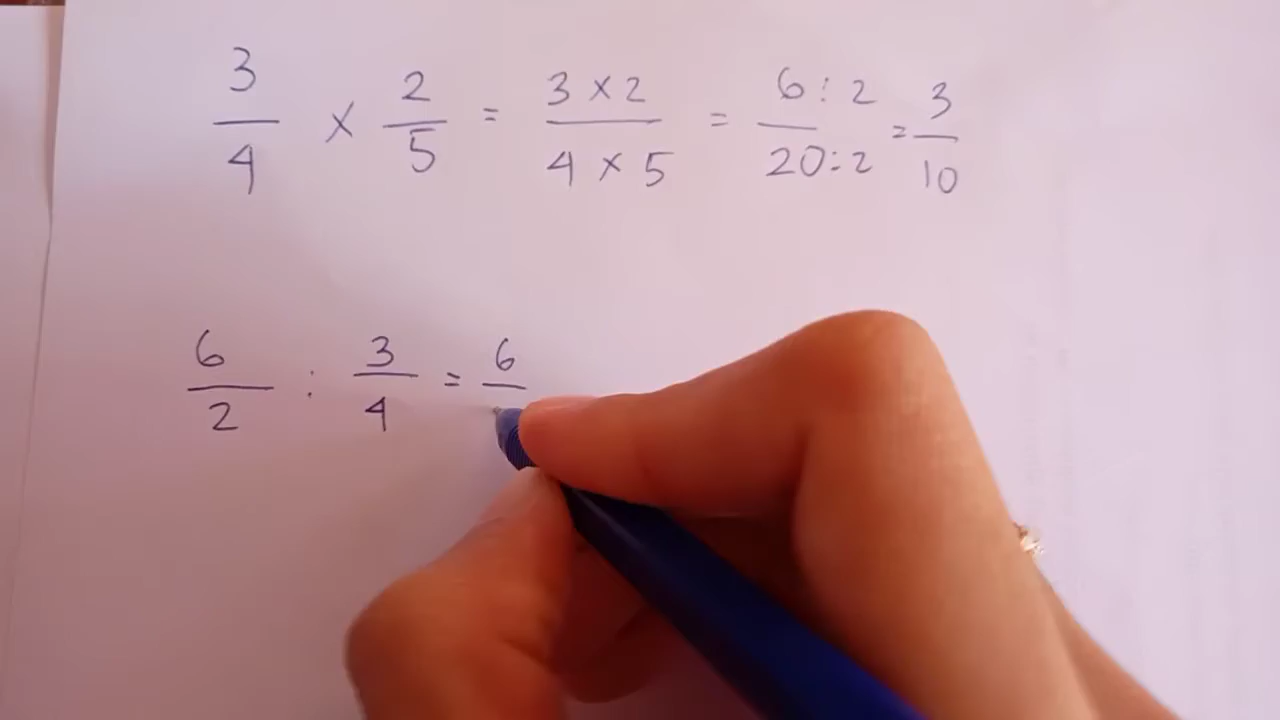 3/4 × 2/5 = 3 × 2/4 × 5 = 6 : 2/20 : 2 = 3/10
6/2 : 3/4 = 6/